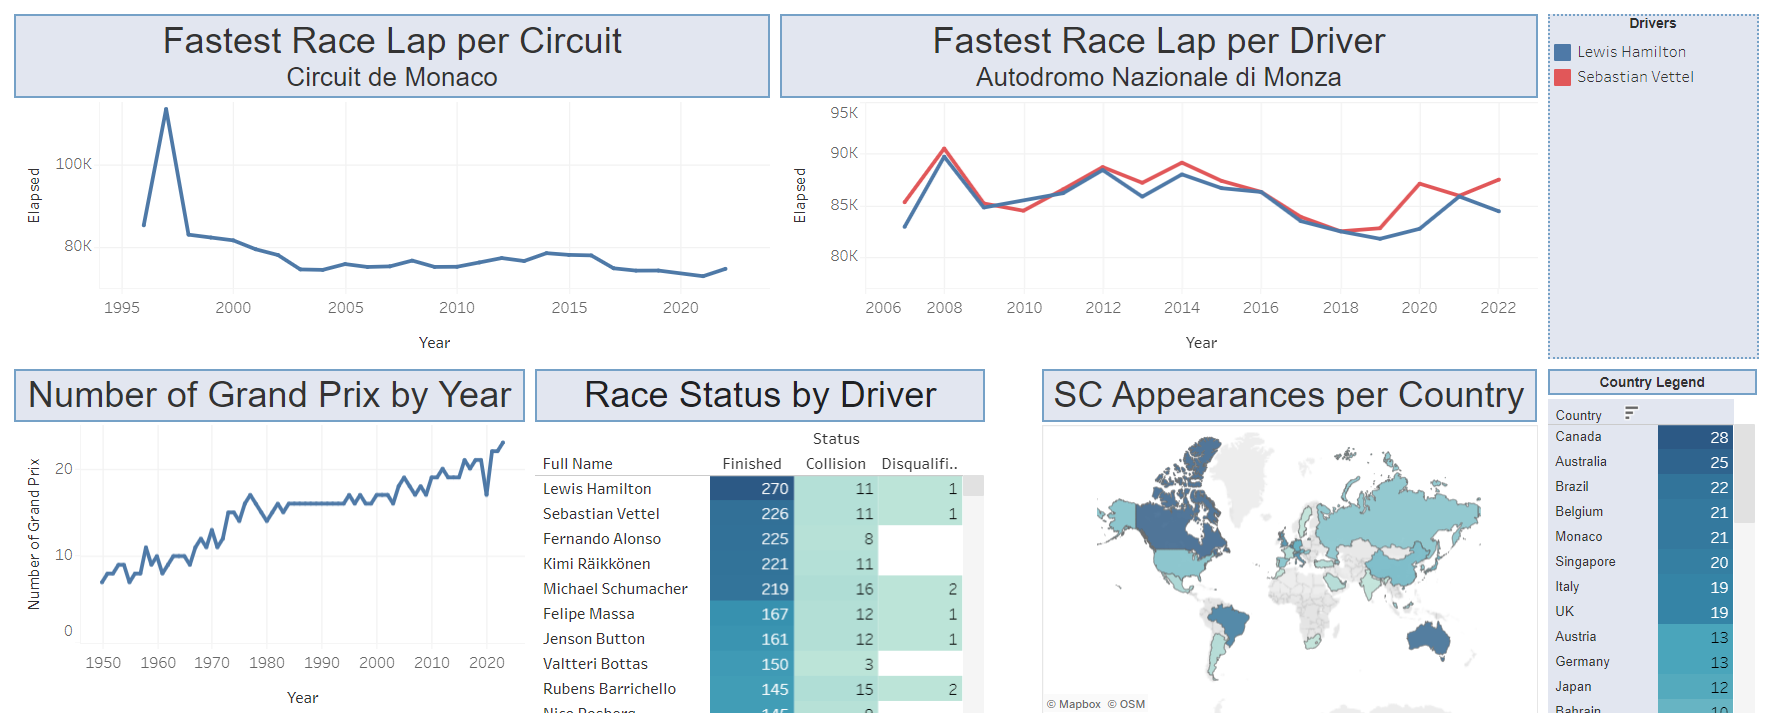 Fastest Race Lap per Circuit
Circuit de Monaco
Elapsed
100K
80K
1995 2000 2005 2010 2015 2020
Year
Fastest Race Lap per Driver
Autodromo Nazionale di Monza
Elapsed
95K
90K
85K
80K
2006 2008 2010 2012 2014 2016 2018 2020 2022
Year
Drivers
Lewis Hamilton
Sebastian Vettel
Number of Grand Prix by Year
Number of Grand Prix
20
10
0
1950 1960 1970 1980 1990 2000 2010 2020
Year
Race Status by Driver
Status
Full Name Finished Collision Disqualifi..
Lewis Hamilton 270 11 1
Sebastian Vettel 226 11 1
Fernando Alonso 225 8
Kimi Räikkönen 221 11
Michael Schumacher 219 16 2
Felipe Massa 167 12 1
Jenson Button 161 12 1
Valtteri Bottas 150 3
Rubens Barrichello 145 15 2
Nico Rosberg 145
SC Appearances per Country
© Mapbox © OSM
Country Legend
Country
Canada 28
Australia 25
Brazil 22
Belgium 21
Monaco 21
Singapore 20
Italy 19
UK 19
Austria 13
Germany 13
Japan 12
Bahrain 10